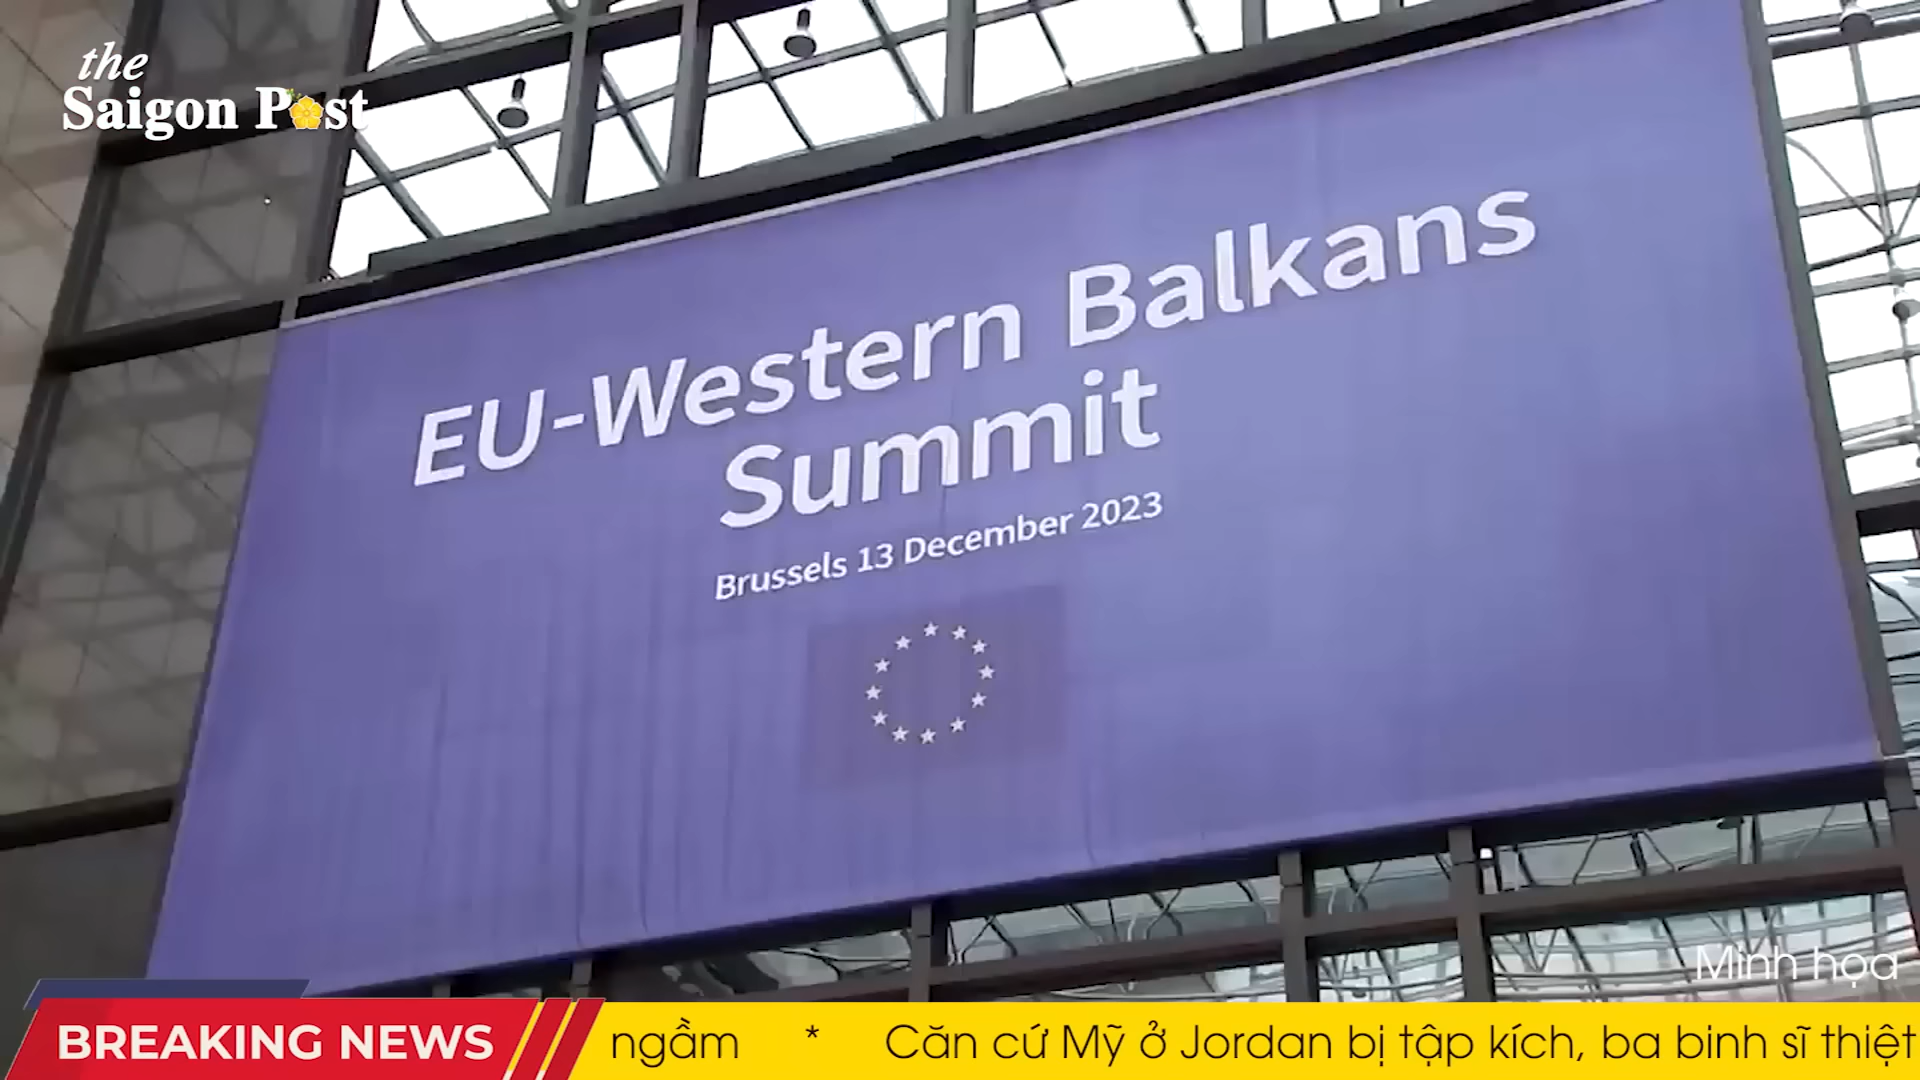 the
Saigon Post
EU-Western Balkans
Summit
Brussels 13 December 2023
Minh họa
BREAKING NEWS
ngầm * Căn cứ Mỹ ở Jordan bị tập kích, ba binh sĩ thiệt